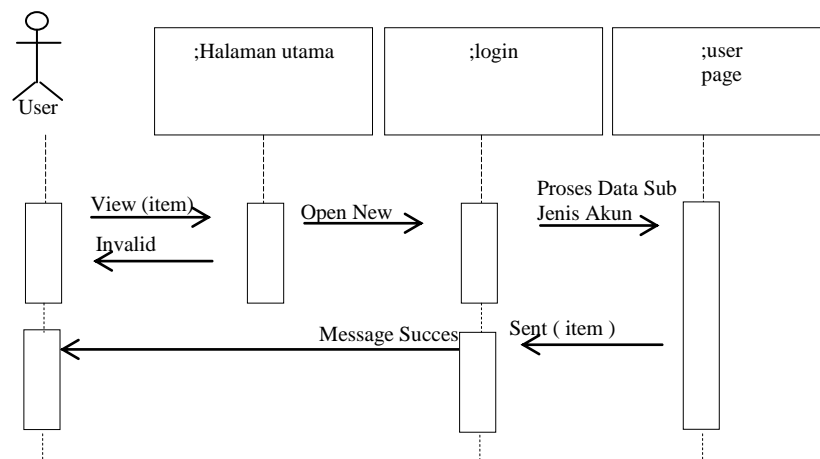 ;Halaman utama
;login
;user
page
User
View (item)
Open New
Proses Data Sub
Jenis Akun
Invalid
Sent ( item )
Message Succes